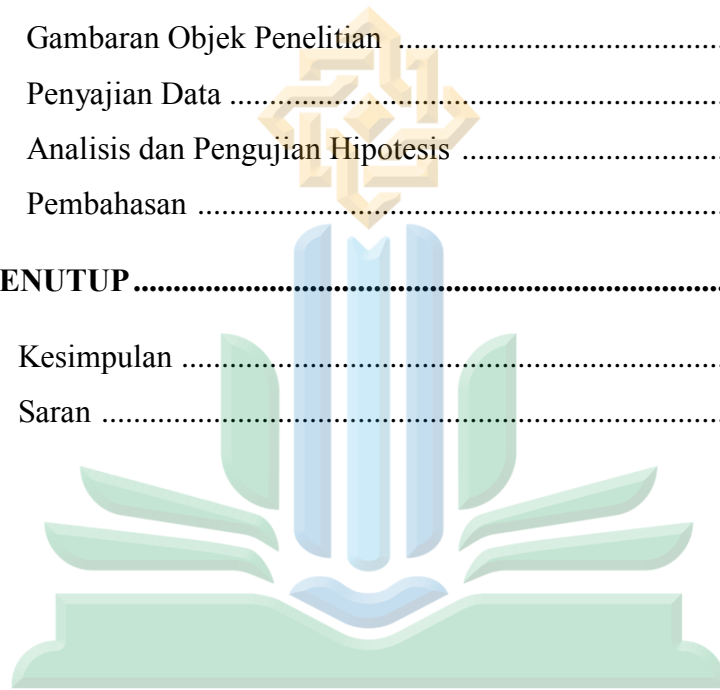 Gambaran Objek Penelitian ........................................
Penyajian Data ..............................................................
Analisis dan Pengujian Hipotesis ................................
Pembahasan ..................................................................
ENUTUP..........................................................................
Kesimpulan ...................................................................
Saran .............................................................................